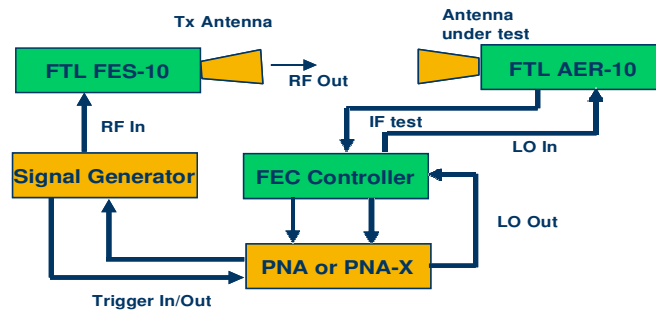 Tx Antenna
Antenna
under test
FTL FES-10
RF Out
FTL AER-10
RF In
IF test
LO In
Signal Generator
FEC Controller
LO Out
PNA or PNA-X
Trigger In/Out